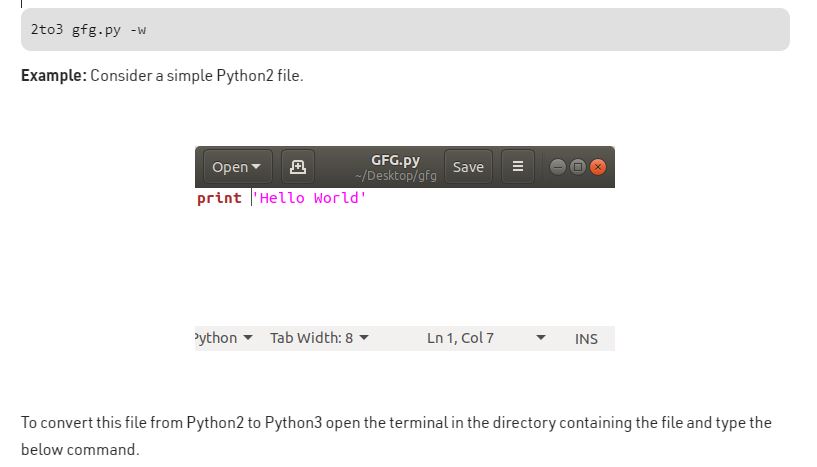 2to3 gfg.py -w
Example: Consider a simple Python2 file.
Open
GFG.py
~/Desktop/gfg
Save
print 'Hello World'
Python
Tab Width: 8
Ln 1, Col 7
INS
To convert this file from Python2 to Python3 open the terminal in the directory containing the file and type the
below command.